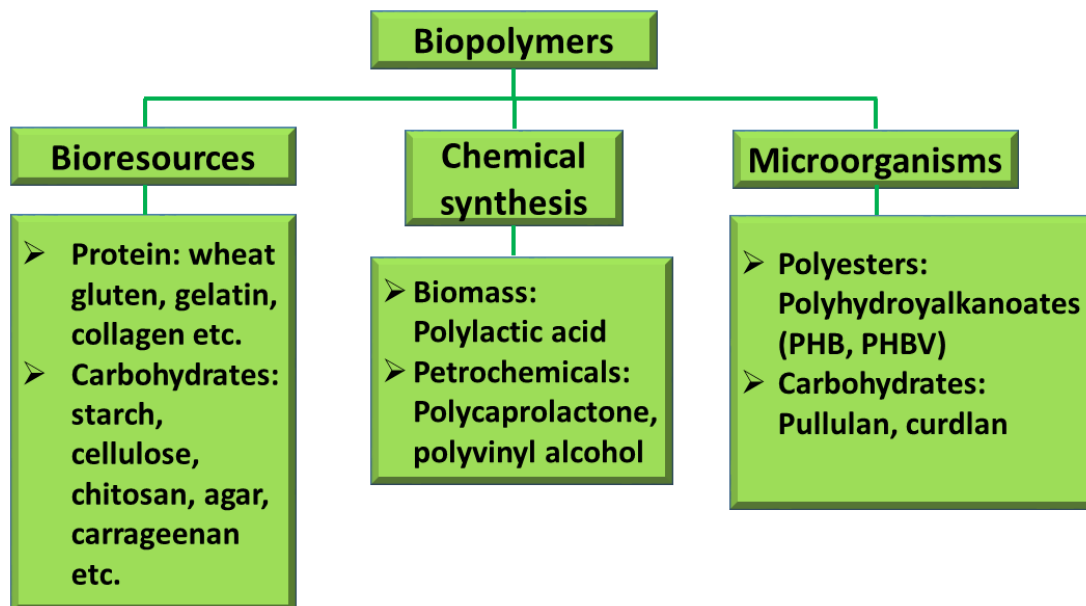 Biopolymers
Bioresources
➢ Protein: wheat
gluten, gelatin,
collagen etc.
➢ Carbohydrates:
starch,
cellulose,
chitosan, agar,
carrageenan
etc.
Chemical
synthesis
➢ Biomass:
Polylactic acid
➢ Petrochemicals:
Polycaprolactone,
polyvinyl alcohol
Microorganisms
➢ Polyesters:
Polyhydroyalkanoates
(PHB, PHBV)
➢ Carbohydrates:
Pullulan, curdlan